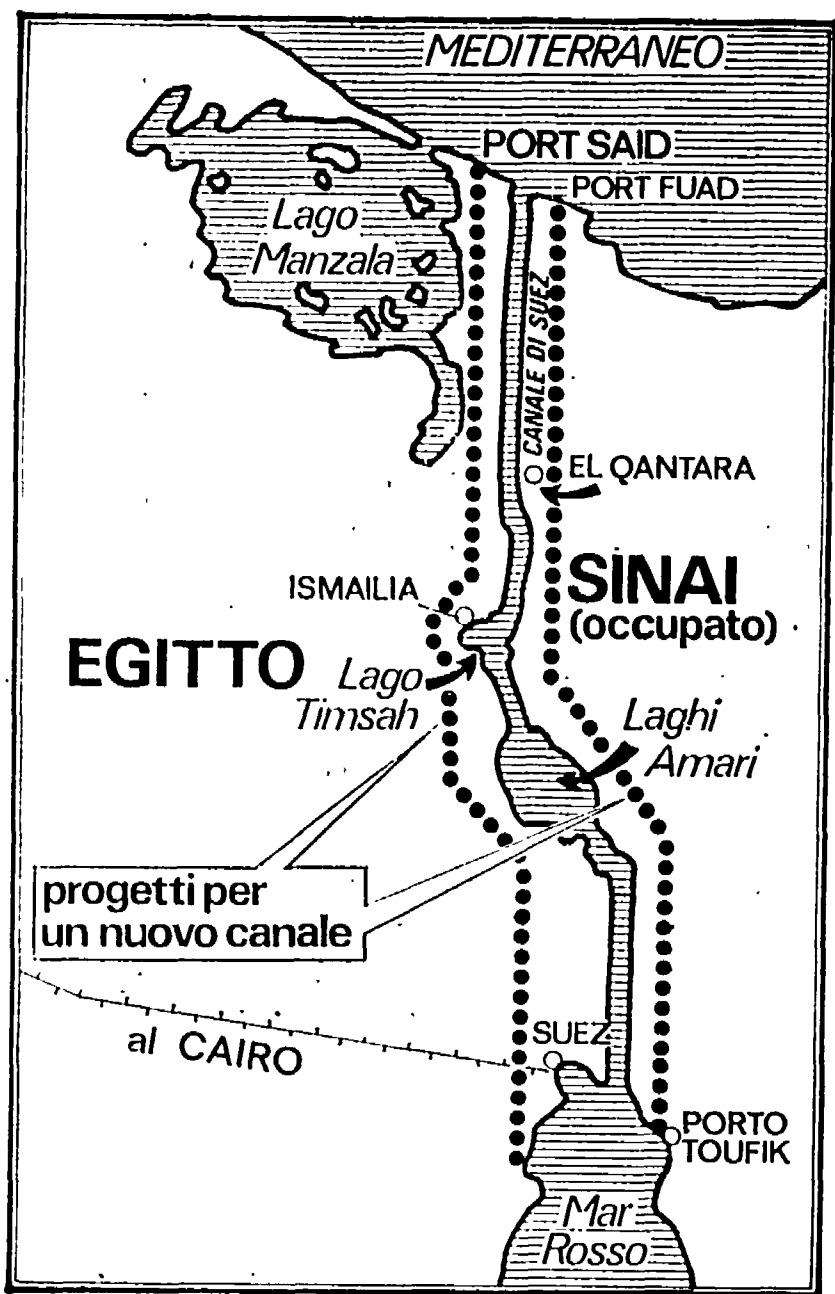 MEDITERRANEO
PORT SAID
PORT FUAD
Lago
Manzala
CANALE DI SUEZ
EL QANTARA
ISMAILIA
SINAI
(occupato)
EGITTO
Lago
Timsah
Laghi
Amari
progetti per
un nuovo canale
al CAIRO
SUEZ
PORTO
TOUFIK
Mar
Rosso